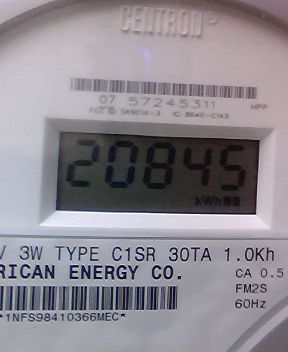 CENTRON®
07 57245311 HPP
20845
kWh
V 3W TYPE C1SR 30TA 1.0Kh
RICAN ENERGY CO. CA 0.5
FM2S
60Hz
*1NFS98410366MEC*